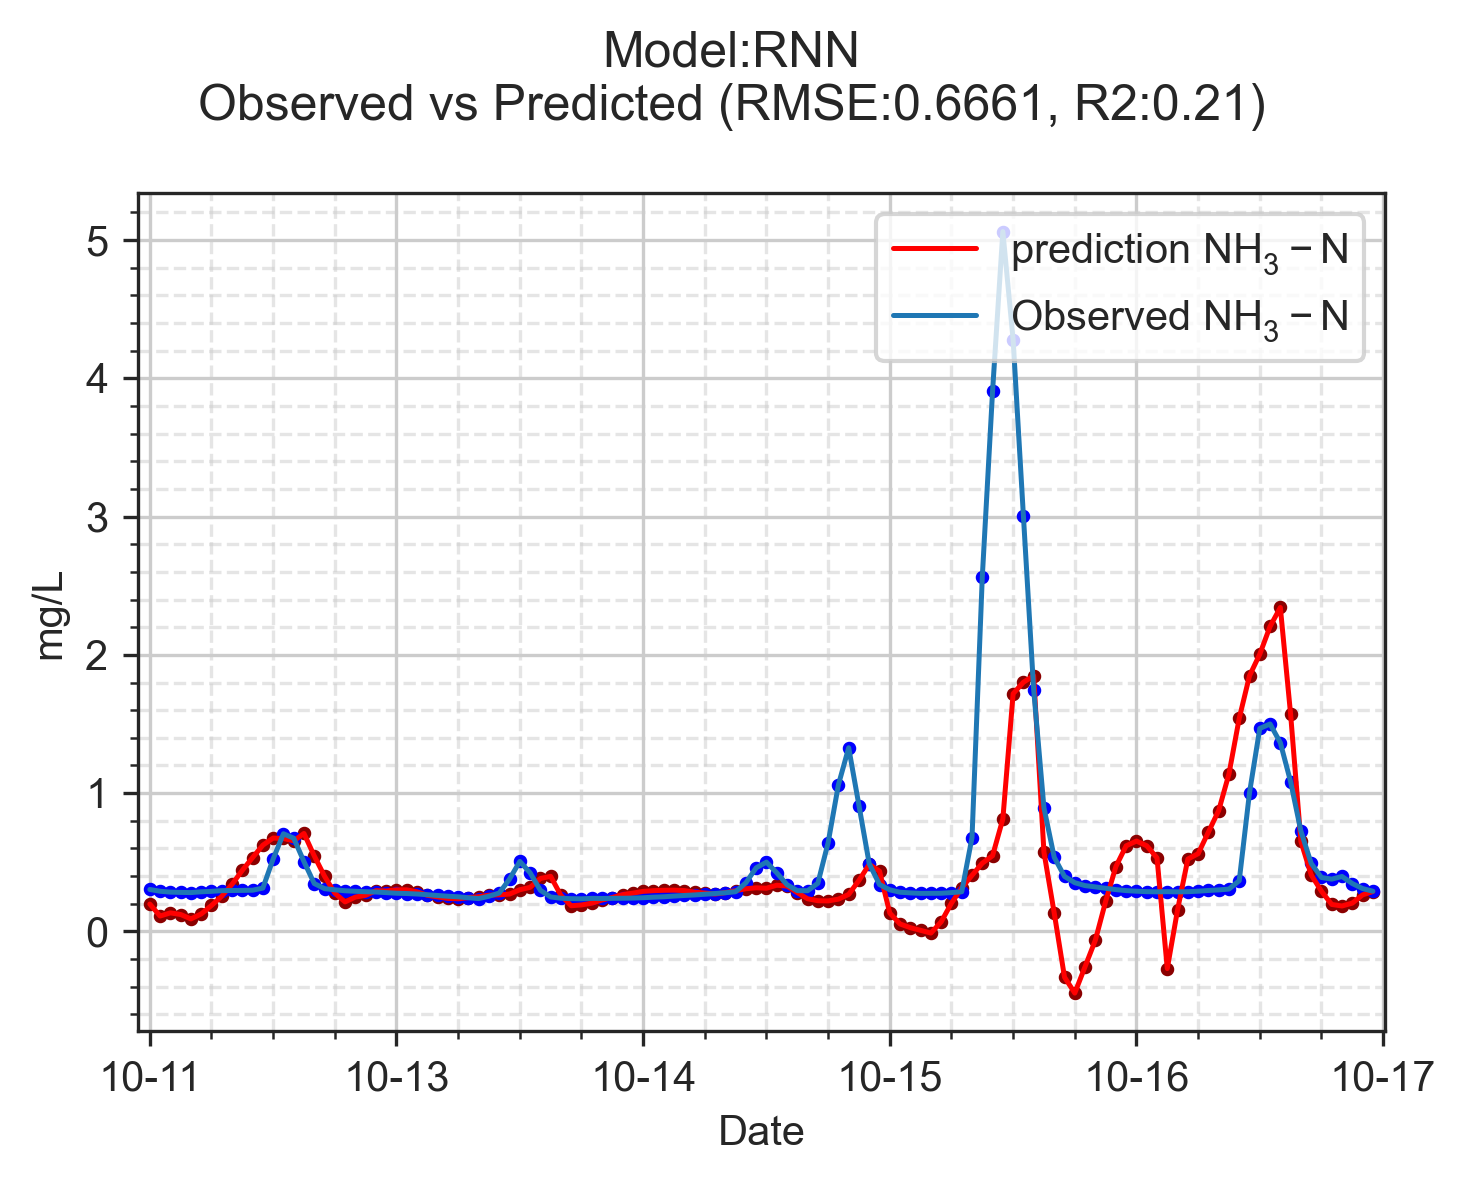 Model:RNN
Observed vs Predicted (RMSE:0.6661, R2:0.21)
prediction NH₃ − N
Observed NH₃ − N
mg/L
5
4
3
2
1
0
10-11 10-13 10-14 10-15 10-16 10-17
Date